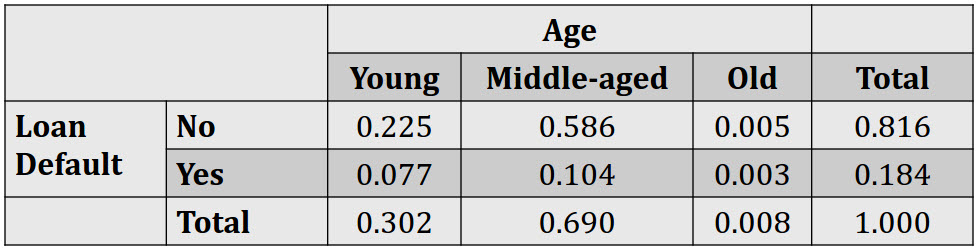 Age
Young Middle-aged Old Total
Loan Default No 0.225 0.586 0.005 0.816
Yes 0.077 0.104 0.003 0.184
Total 0.302 0.690 0.008 1.000